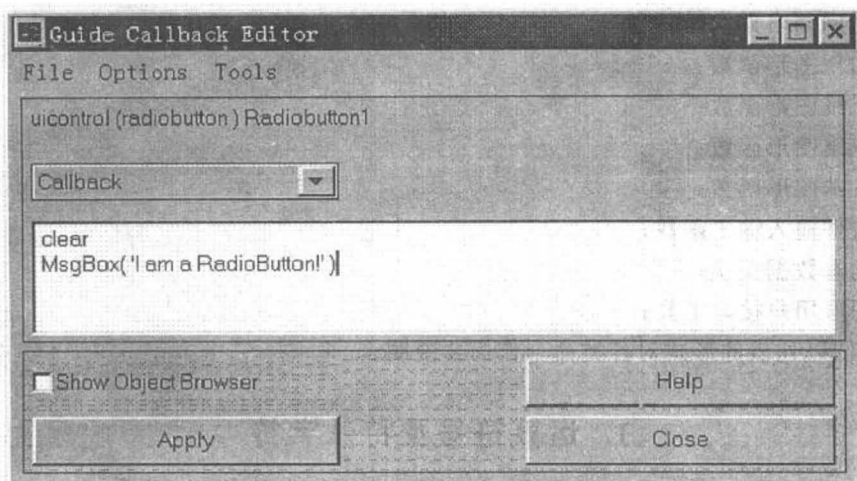 Guide Callback Editor
File Options Tools
uicontrol (radiobutton ) Radiobutton1
Callback
clear
MsgBox( 'I am a RadioButton!' )
Show Object Browser
Help
Apply
Close